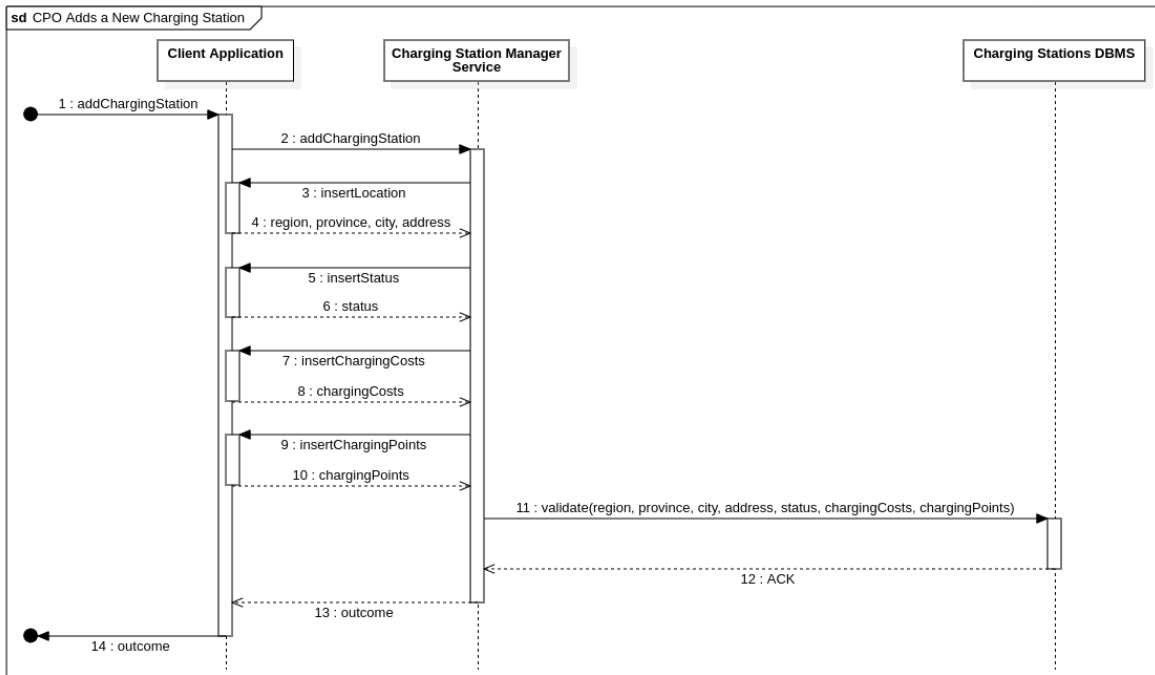 sd CPO Adds a New Charging Station
Client Application
Charging Station Manager
Service
Charging Stations DBMS
1 : addChargingStation
2 : addChargingStation
3 : insertLocation
4 : region, province, city, address
5 : insertStatus
6 : status
7 : insertChargingCosts
8 : chargingCosts
9 : insertChargingPoints
10 : chargingPoints
11 : validate(region, province, city, address, status, chargingCosts, chargingPoints)
12 : ACK
13 : outcome
14 : outcome